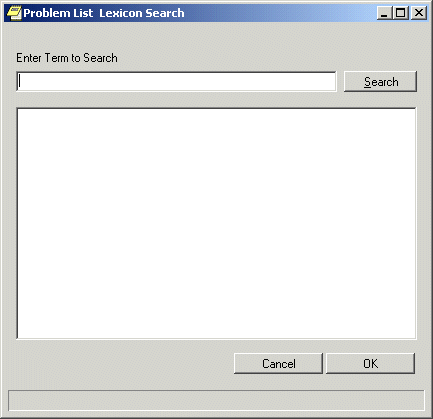 Problem List  Lexicon Search
Enter Term to Search
Search
Cancel OK